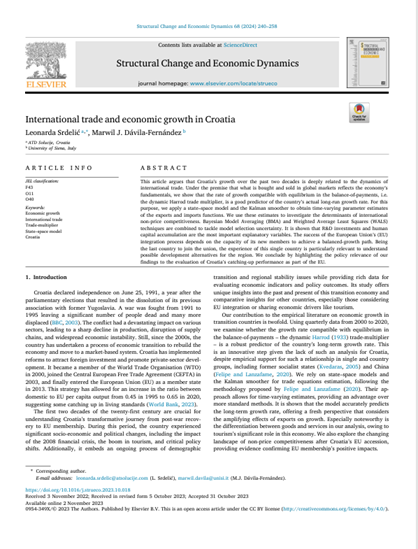 Structural Change and Economic Dynamics 68 (2024) 240–258
Contents lists available at ScienceDirect
Structural Change and Economic Dynamics
journal homepage: www.elsevier.com/locate/strueco
ELSEVIER
International trade and economic growth in Croatia
Leonarda Srdelić a,*, Marwil J. Dávila-Fernández b
a ATD Solucije, Croatia
b University of Siena, Italy
ARTICLE INFO
JEL classification:
F43
O11
O40
Keywords:
Economic growth
International trade
Trade-multiplier
State-space model
Croatia
ABSTRACT
This article argues that Croatia's growth over the past two decades is deeply related to the dynamics
of international trade. Under the premise that what is bought and sold in global markets reflects the economy's
fundamentals, we show that the rate of growth compatible with equilibrium in the balance-of-payments, i.e.
the dynamic Harrod trade multiplier, is a good predictor of the country's actual long-run growth rate. For this
purpose, we apply a state-space model and the Kalman smoother to obtain time-varying parameter estimates
of the exports and imports functions. We use these estimates to investigate the determinants of international
non-price competitiveness. Bayesian Model Averaging (BMA) and Weighted Average Least Squares (WALS)
techniques are combined to tackle model selection uncertainty. It is shown that R&D investments and human
capital accumulation are the most important explanatory variables. The success of the European Union's (EU)
integration process depends on the capacity of its new members to achieve a balanced-growth path. Being
the last country to join the union, the experience of this single country is particularly relevant to understand
possible development alternatives for the region. We conclude by highlighting the policy relevance of our
findings to the evaluation of Croatia's catching-up performance as part of the EU.
1. Introduction
Croatia declared independence on June 25, 1991, a year after the
parliamentary elections that resulted in the dissolution of its previous
association with former Yugoslavia. A war was fought from 1991 to
1995 leaving a significant number of people dead and many more
displaced (BBC, 2003). The conflict had a devastating impact on various
sectors, leading to a sharp decline in production, disruption of supply
chains, and widespread economic instability. Still, since the 2000s, the
country has undertaken a process of economic transition to rebuild the
economy and move to a market-based system. Croatia has implemented
reforms to attract foreign investment and promote private-sector devel-
opment. It became a member of the World Trade Organisation (WTO)
in 2000, joined the Central European Free Trade Agreement (CEFTA) in
2003, and finally entered the European Union (EU) as a member state
in 2013. This strategy has allowed for an increase in the ratio between
domestic to EU per capita output from 0.45 in 1995 to 0.65 in 2020,
suggesting some catching up in living standards (World Bank, 2023).
The first two decades of the twenty-first century are crucial for
understanding Croatia's transformative journey from post-war recov-
ery to EU membership. During this period, the country experienced
significant socio-economic and political changes, including the impact
of the 2008 financial crisis, the boom in tourism, and critical policy
shifts. Additionally, it embeds an ongoing process of demographic
transition and regional stability issues while providing rich data for
evaluating economic indicators and policy outcomes. Its study offers
unique insights into the past and present of this transition economy and
comparative insights for other countries, especially those considering
EU integration or sharing economic drivers like tourism.
Our contribution to the empirical literature on economic growth in
transition countries is twofold. Using quarterly data from 2000 to 2020,
we examine whether the growth rate compatible with equilibrium in
the balance-of-payments – the dynamic Harrod (1933) trade-multiplier
– is a robust predictor of the country's long-term growth rate. This
is an innovative step given the lack of such an analysis for Croatia,
despite empirical support for such a relationship in single and country
groups, including former socialist states (Kvedaras, 2005) and China
(Felipe and Lanzafame, 2020). We rely on state-space models and
the Kalman smoother for trade equations estimation, following the
methodology proposed by Felipe and Lanzafame (2020). Their ap-
proach allows for time-varying estimates, providing an advantage over
more standard methods. It is shown that the model accurately predicts
the long-term growth rate, offering a fresh perspective that considers
the amplifying effects of exports on growth. Especially noteworthy is
the differentiation between goods and services in our analysis, owing to
tourism's significant role in this economy. We also explore the changing
landscape of non-price competitiveness after Croatia's EU accession,
providing evidence confirming EU membership's positive impacts.
* Corresponding author.
E-mail addresses: leonarda.srdelic@atdsolucije.com (L. Srdelić), marwil.davila@unisi.it (M.J. Dávila-Fernández).
https://doi.org/10.1016/j.strueco.2023.10.018
Received 3 November 2022; Received in revised form 5 October 2023; Accepted 31 October 2023
Available online 2 November 2023
0954-349X/© 2023 The Authors. Published by Elsevier B.V. This is an open access article under the CC BY license (http://creativecommons.org/licenses/by/4.0/).